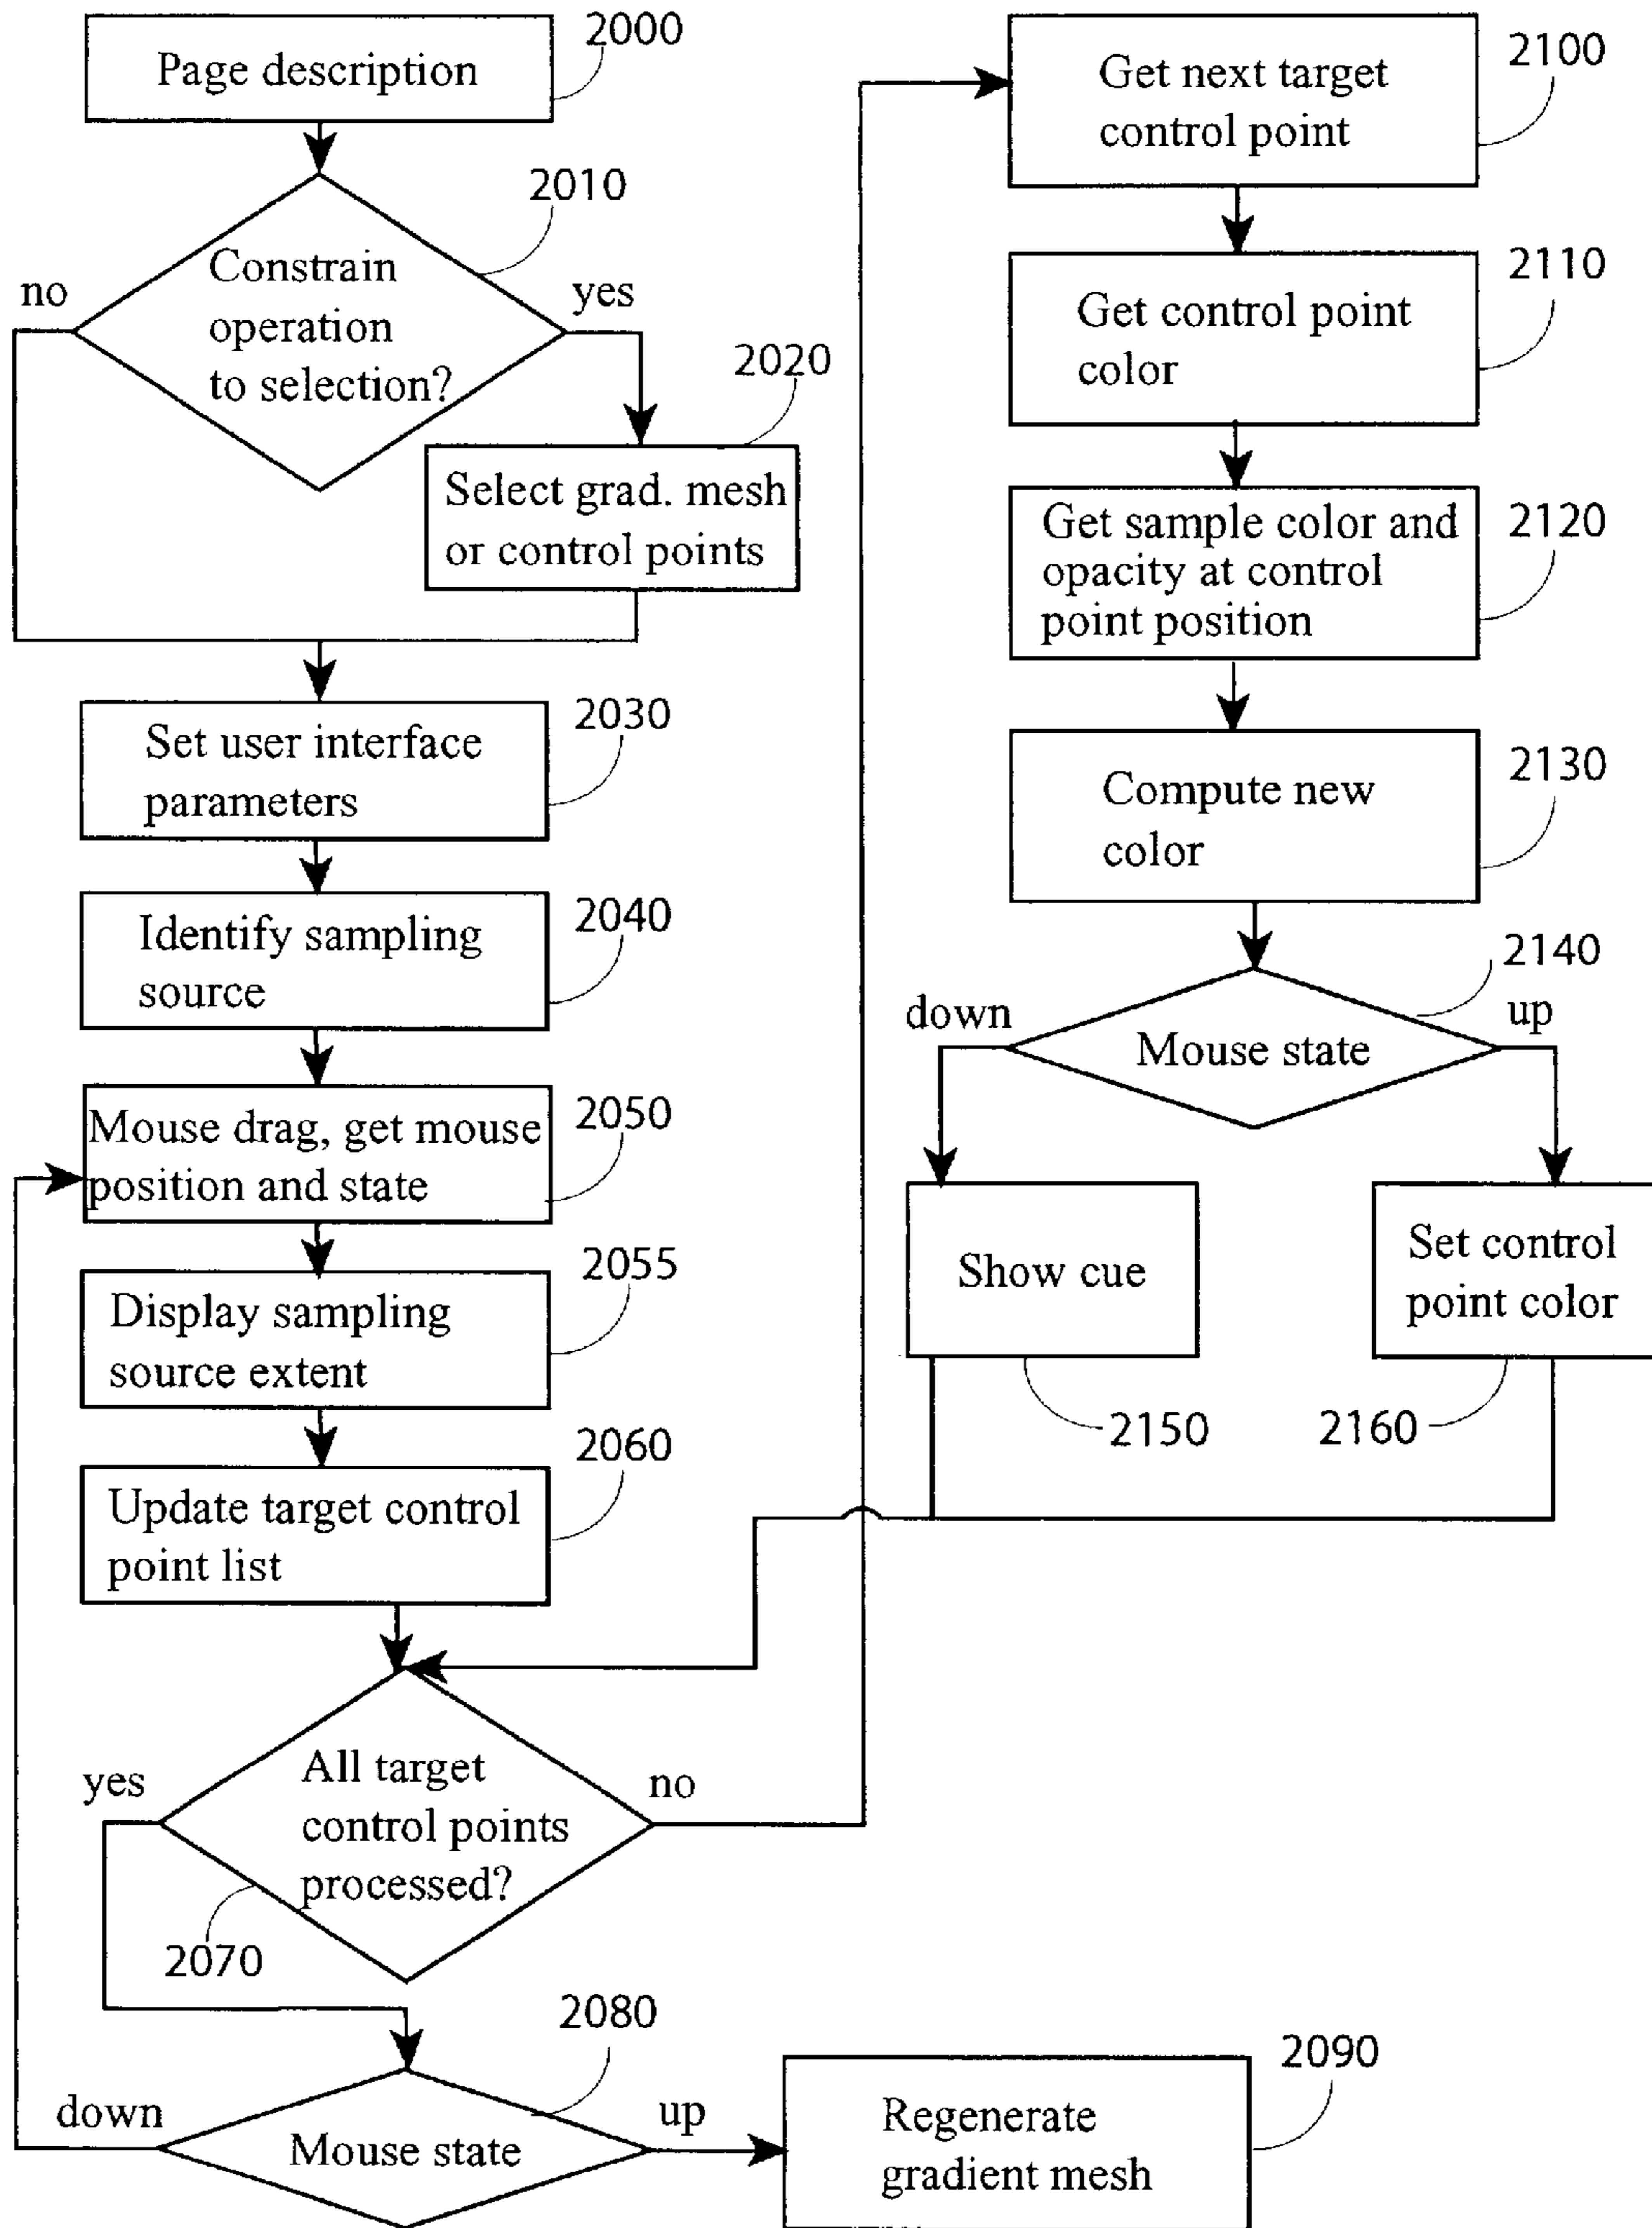 Page description
2000
2010
Constrain
operation
to selection?
no
yes
2020
Select grad. mesh
or control points
2030
Set user interface
parameters
2040
Identify sampling
source
2050
Mouse drag, get mouse
position and state
2055
Display sampling
source extent
2060
Update target control
point list
All target
control points
processed?
yes
no
2070
2080
Mouse state
down
up
2090
Regenerate
gradient mesh
2100
Get next target
control point
2110
Get control point
color
2120
Get sample color and
opacity at control
point position
2130
Compute new
color
2140
down
up
Mouse state
Show cue
2150
Set control
point color
2160